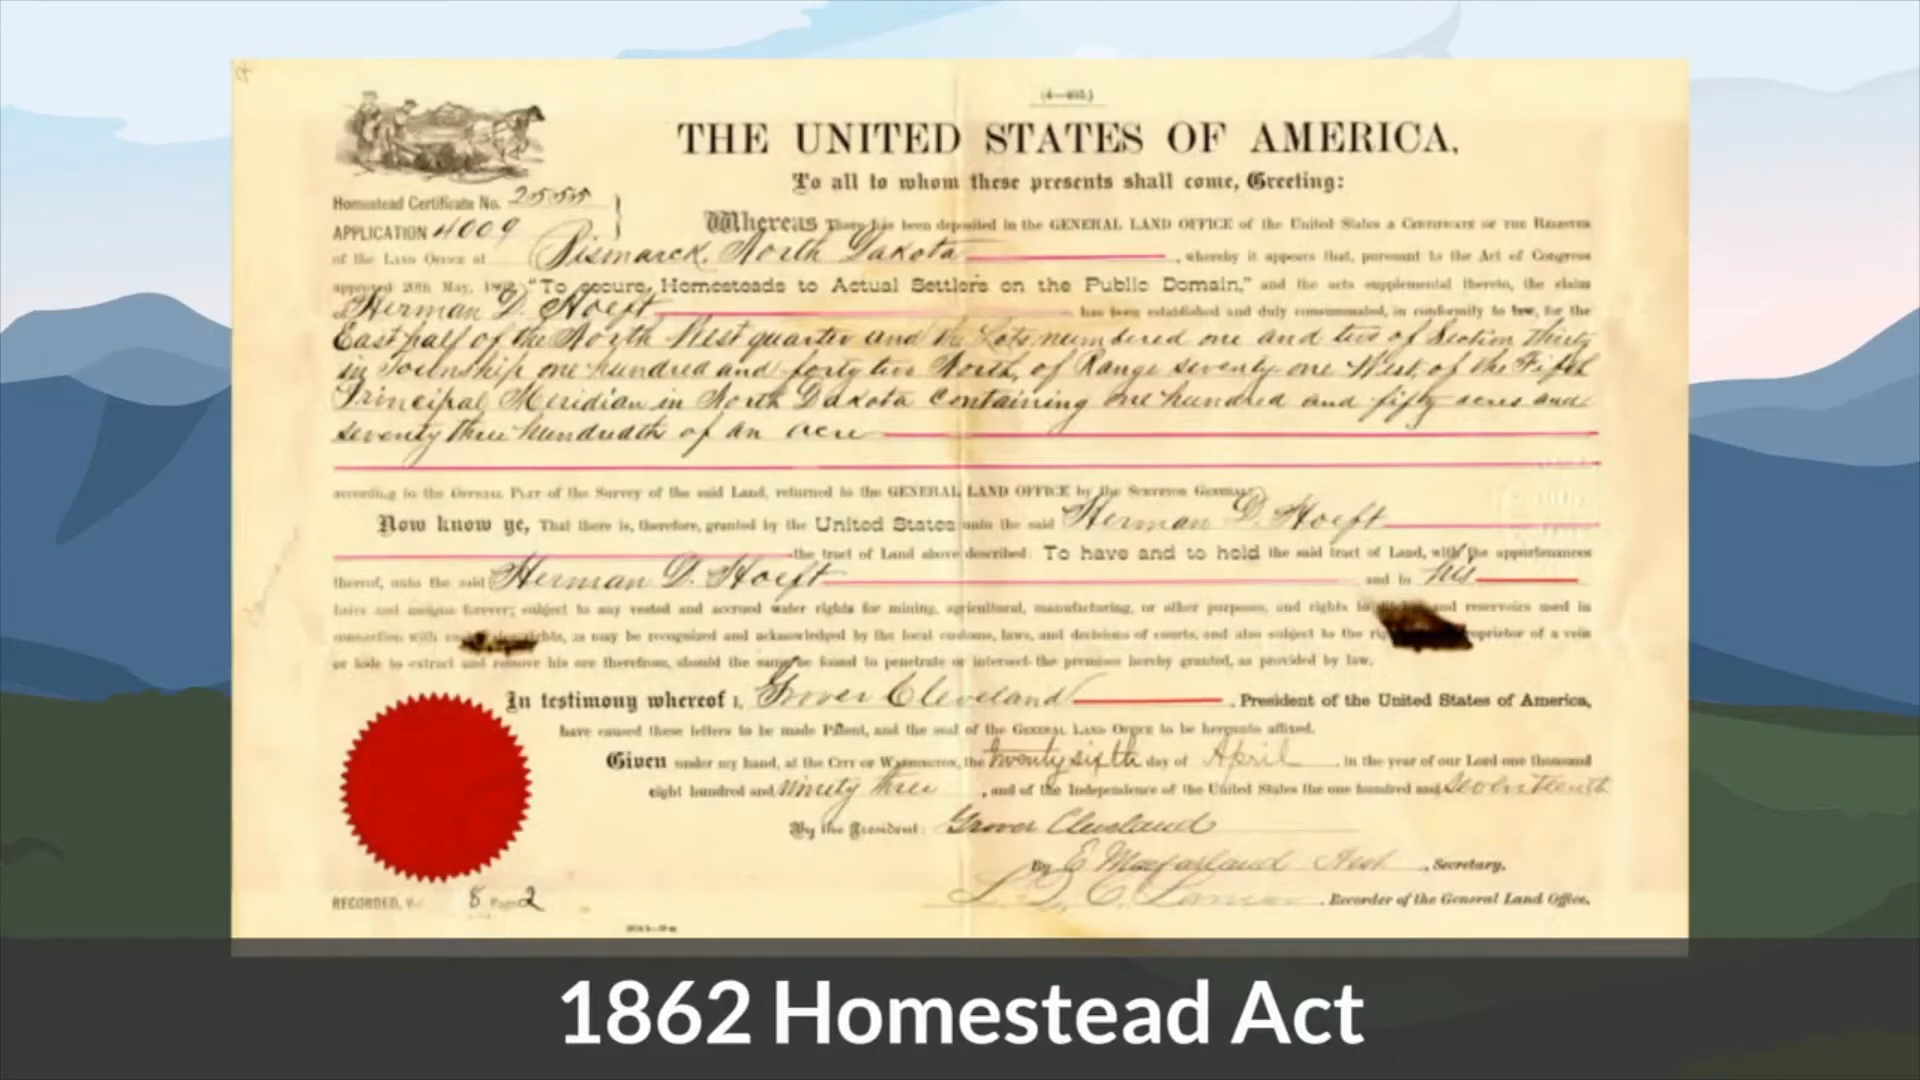 (4—405.)
THE UNITED STATES OF AMERICA,
To all to whom these presents shall come, Greeting:
Homestead Certificate No. 2555
APPLICATION 4009
Whereas There has been deposited in the GENERAL LAND OFFICE of the United States a CERTIFICATE OF THE REGISTER
of the LAND OFFICE at Bismarck, North Dakota, whereby it appears that, pursuant to the Act of Congress
approved 20th May, "To secure Homesteads to Actual Settlers on the Public Domain," and the acts supplemental thereto, the claim
Herman D. Hoeft has been established and duly consummated, in conformity to law, for the
East half of the North West quarter and the Lots numbered one and two of Section thirty
in Township one hundred and forty two North, of Range seventy one West, of the Fifth
Principal Meridian in North Dakota containing one hundred and fifty acres and
seventy three hundredth of an acre
according to the OFFICIAL PLAT of the Survey of the said Land, returned to the GENERAL LAND OFFICE by the SURVEYOR GENERAL
Now know ye, That there is, therefore, granted by the United States unto the said Herman D. Hoeft
the tract of Land above described: To have and to hold the said tract of Land, with the appurtenances
thereof, unto the said Herman D. Hoeft and to his
heirs and assigns forever; subject to any vested and accrued water rights for mining, agricultural, manufacturing, or other purposes, and rights to and reservoirs used in
connection with rights, as may be recognized and acknowledged by the local customs, laws, and decisions of courts, and also subject to the proprietor of a vein
or lode to extract and remove his ore therefrom, should the same be found to penetrate or intersect the premises hereby granted, as provided by law.
In testimony whereof I, Grover Cleveland, President of the United States of America,
have caused these letters to be made Patent, and the seal of the GENERAL LAND OFFICE to be hereunto affixed.
Given under my hand, at the CITY OF WASHINGTON, the twenty sixth day of April, in the year of our Lord one thousand
eight hundred and ninety three, and of the Independence of the United States the one hundred and seventeenth
By the President: Grover Cleveland
By E Macfarland, Secretary.
Recorder of the General Land Office.
RECORDED, V 8 Page 2
1862 Homestead Act